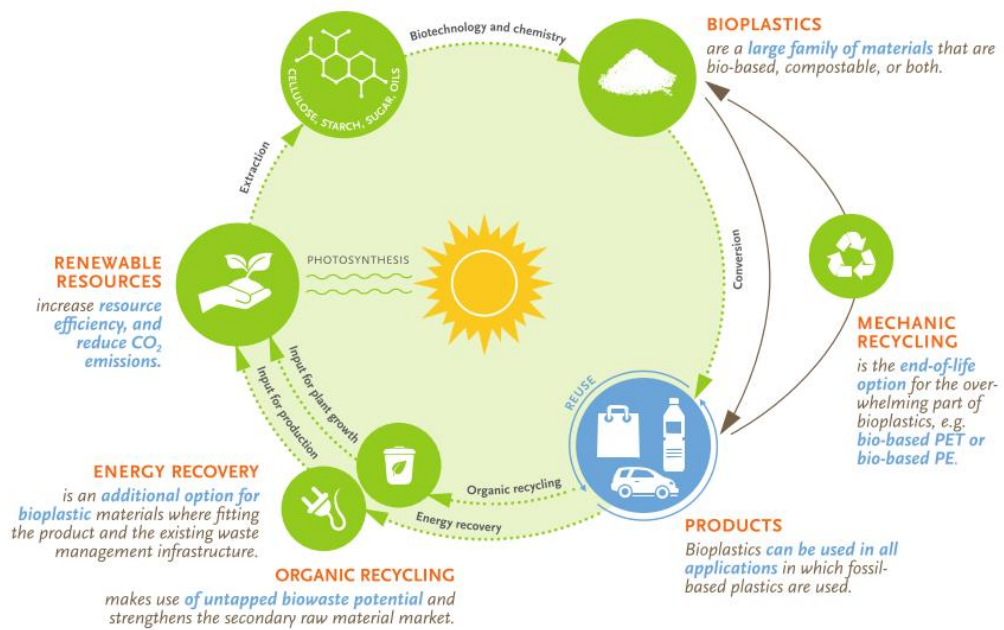 Biotechnology and chemistry
CELLULOSE, STARCH, SUGAR, OILS
BIOPLASTICS
are a large family of materials that are
bio-based, compostable, or both.
Extraction
Conversion
PHOTOSYNTHESIS
RENEWABLE
RESOURCES
increase resource
efficiency, and
reduce CO₂
emissions.
MECHANIC
RECYCLING
is the end-of-life
option for the over-
whelming part of
bioplastics, e.g.
bio-based PET or
bio-based PE.
Input for plant growth
Input for production
REUSE
ENERGY RECOVERY
is an additional option for
bioplastic materials where fitting
the product and the existing waste
management infrastructure.
Organic recycling
Energy recovery
PRODUCTS
Bioplastics can be used in all
applications in which fossil-
based plastics are used.
ORGANIC RECYCLING
makes use of untapped biowaste potential and
strengthens the secondary raw material market.